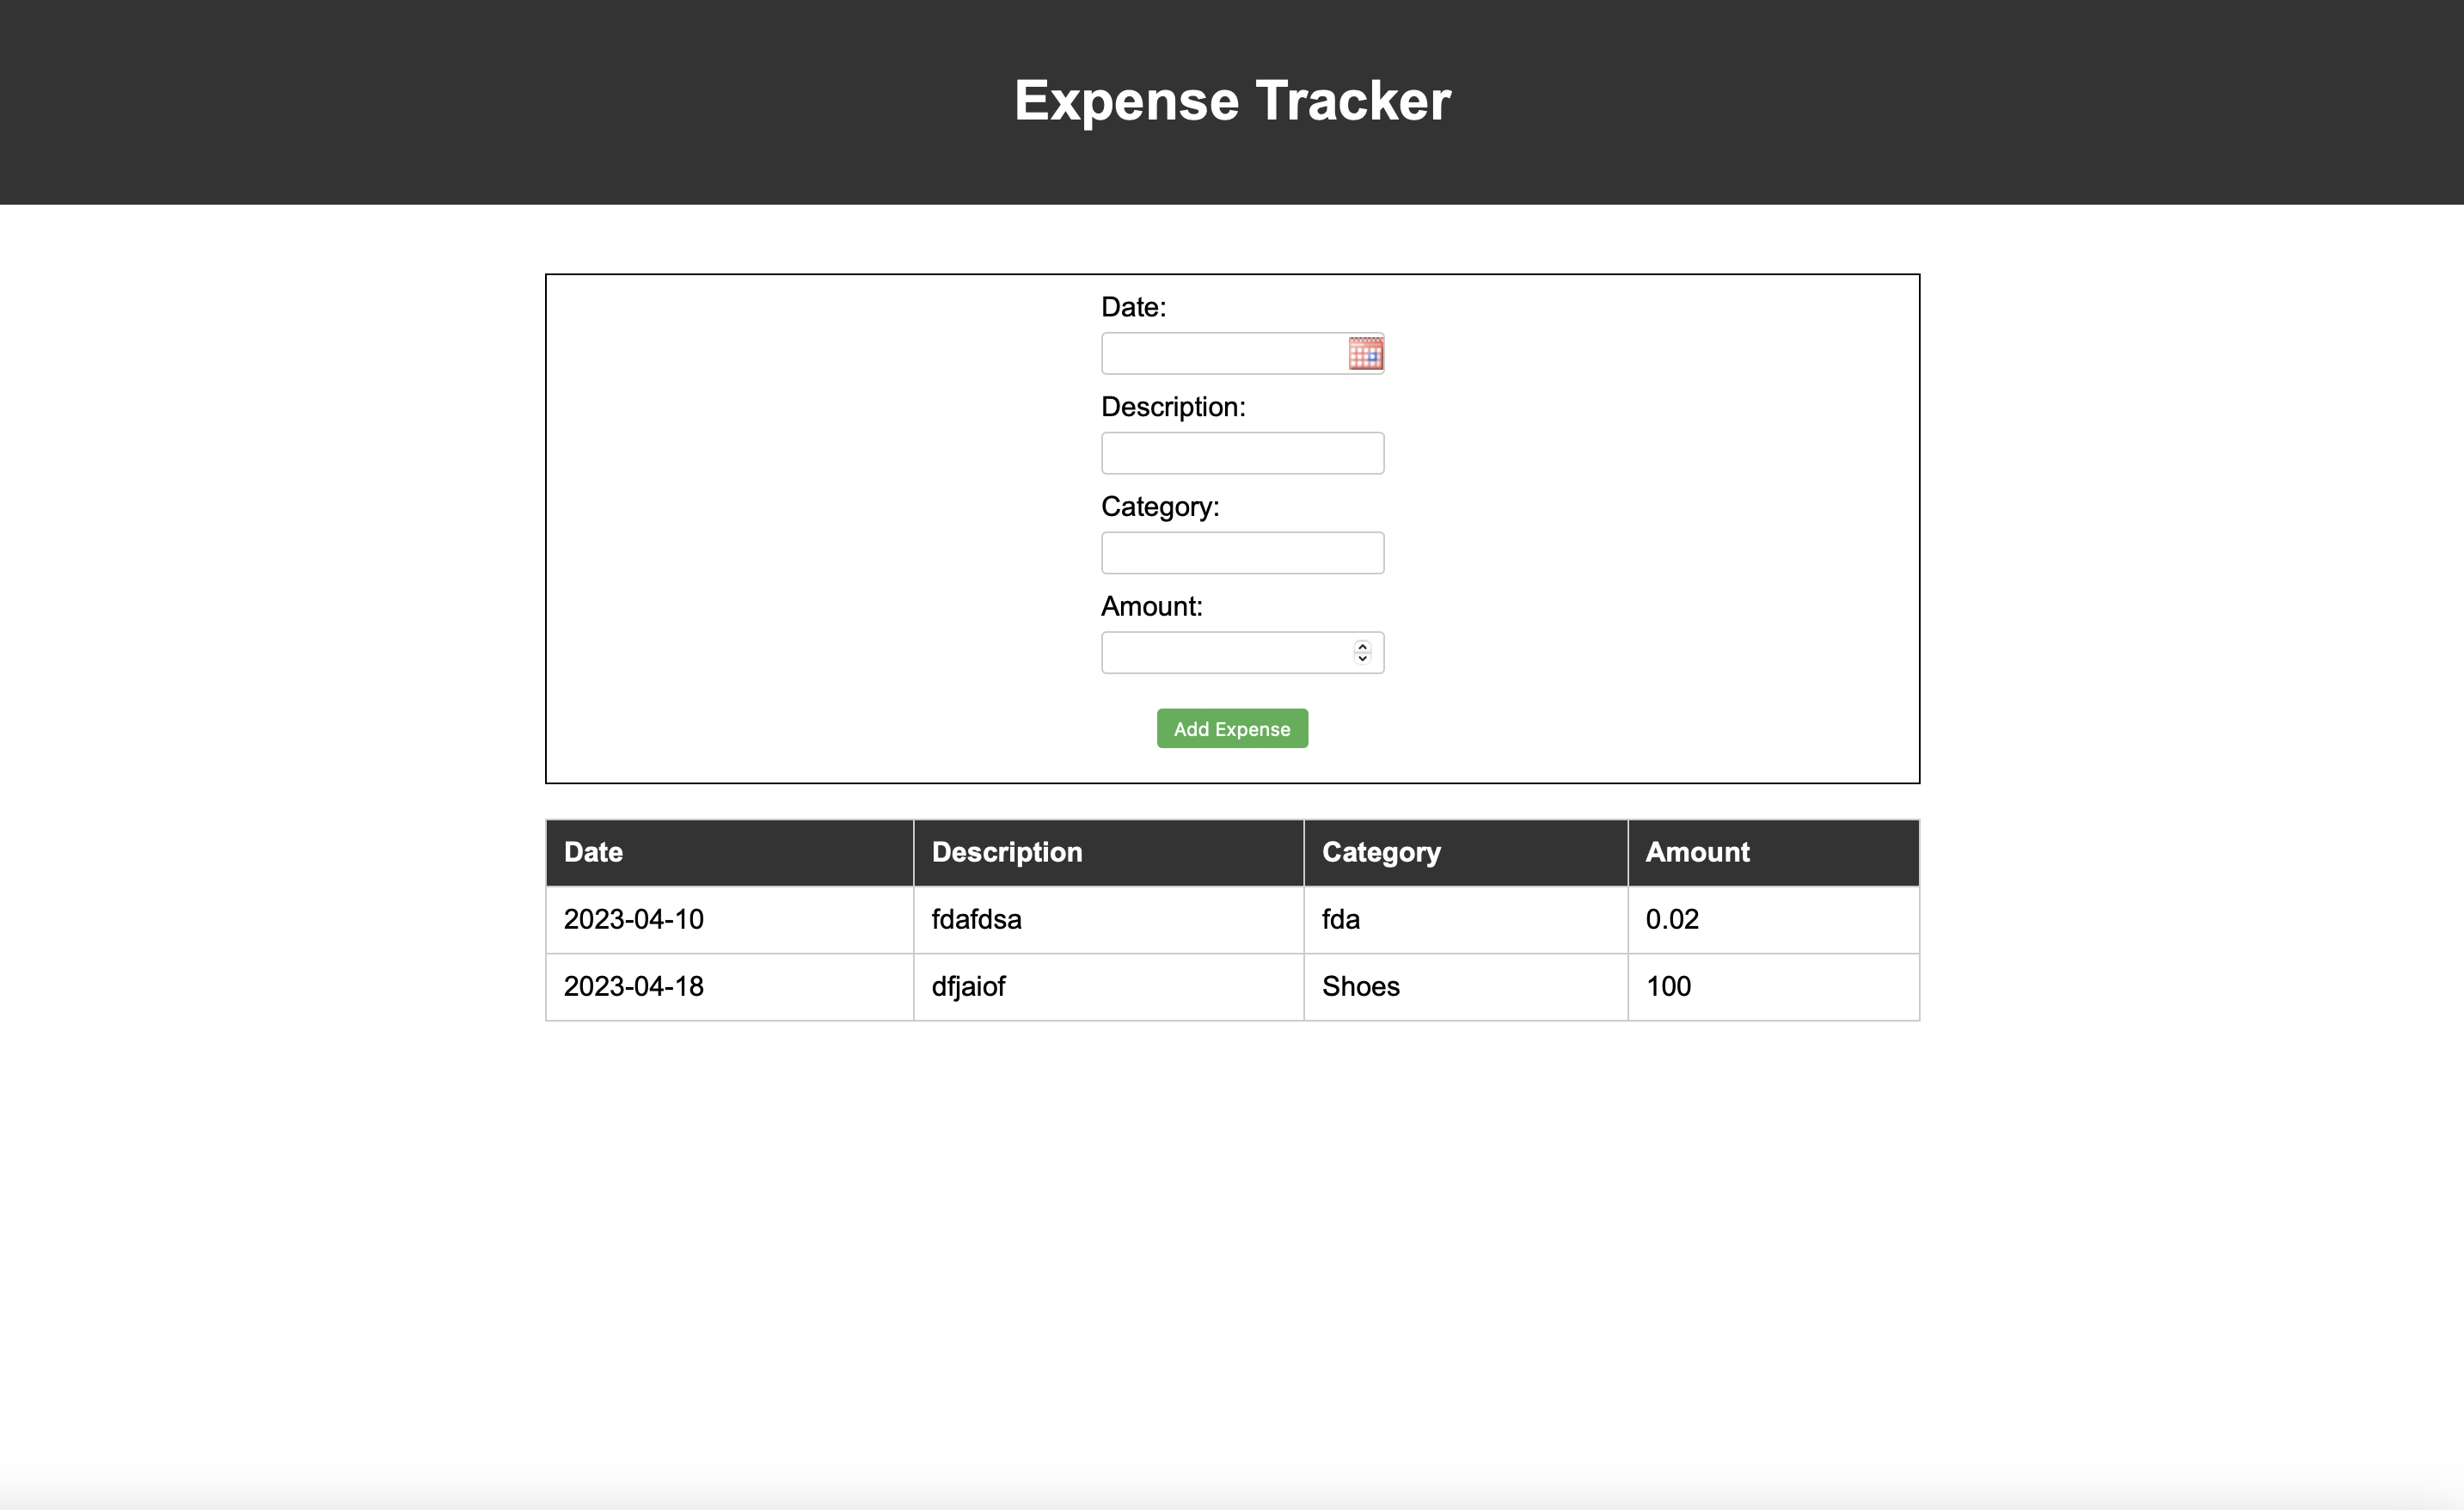 Expense Tracker
Date:
Description:
Category:
Amount:
Add Expense
Date Description Category Amount
2023-04-10 fdafdsa fda 0.02
2023-04-18 dfjaiof Shoes 100